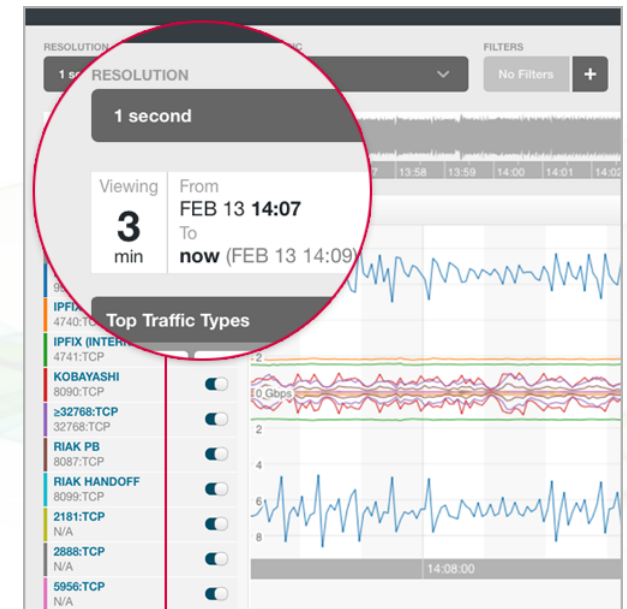 RESOLUTION
FILTERS
No Filters +
RESOLUTION
1 second
13:58 13:59 14:00 14:01 14:02
Viewing
3
min
From
FEB 13 14:07
To
now (FEB 13 14:09)
Top Traffic Types
4740:TCP
IPFIX (INTERN
4741:TCP
KOBAYASHI
8090:TCP
≥32768:TCP
32768:TCP
RIAK PB
8087:TCP
RIAK HANDOFF
8099:TCP
2181:TCP
N/A
2888:TCP
N/A
5956:TCP
N/A
2
0 Gbps
2
4
6
8
14:08:00